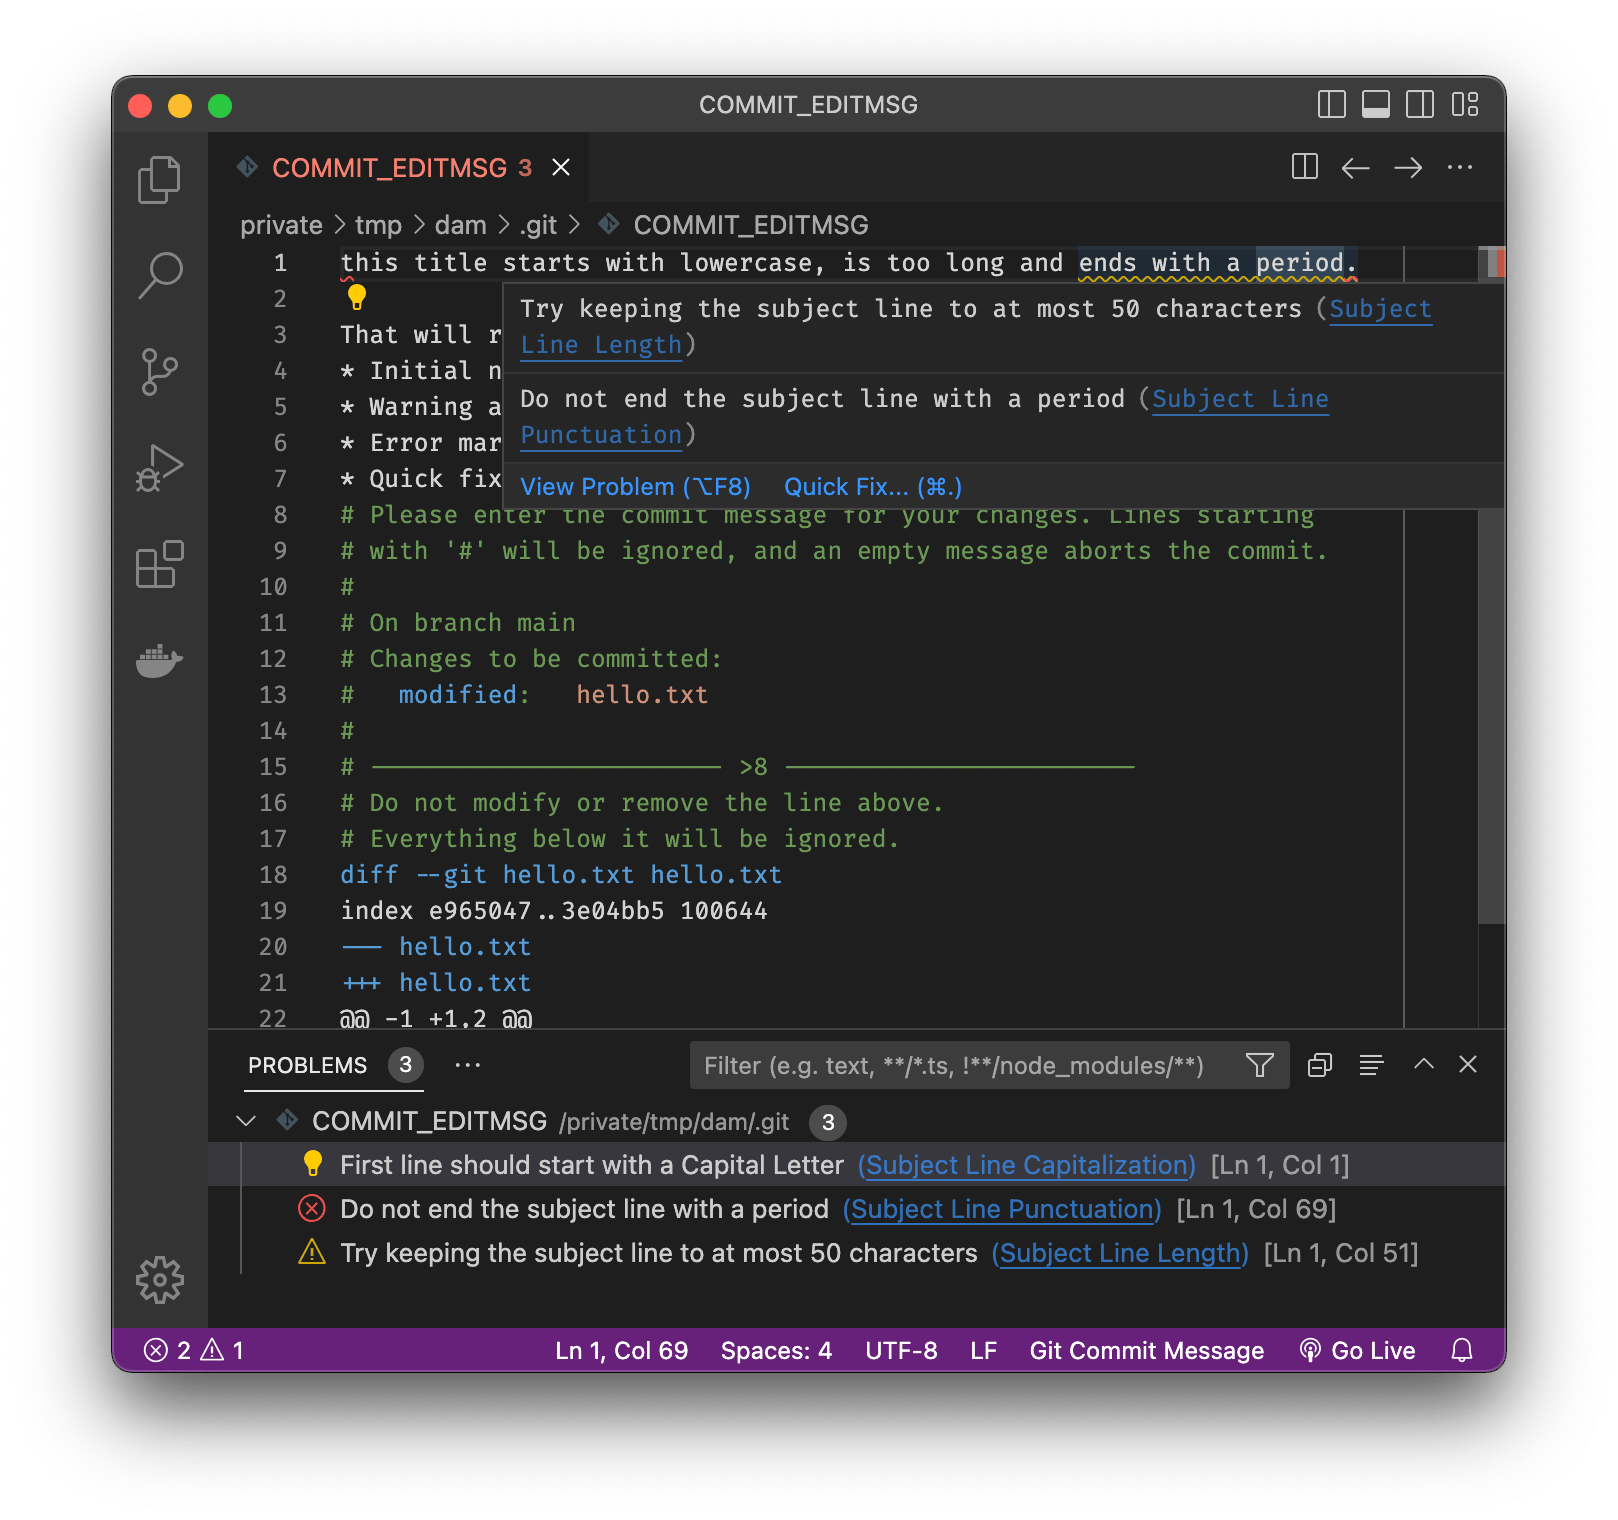 COMMIT_EDITMSG
COMMIT_EDITMSG 3
private > tmp > dam > .git > COMMIT_EDITMSG
1 this title starts with lowercase, is too long and ends with a period.
2
Try keeping the subject line to at most 50 characters (Subject
Line Length)
Do not end the subject line with a period (Subject Line
Punctuation)
View Problem (⌥F8) Quick Fix... (⌘.)
3 That will r
4 * Initial n
5 * Warning a
6 * Error mar
7 * Quick fix
8 # Please enter the commit message for your changes. Lines starting
9 # with '#' will be ignored, and an empty message aborts the commit.
10 #
11 # On branch main
12 # Changes to be committed:
13 #   modified:   hello.txt
14 #
15 # ------------------------ >8 ------------------------
16 # Do not modify or remove the line above.
17 # Everything below it will be ignored.
18 diff --git hello.txt hello.txt
19 index e965047..3e04bb5 100644
20 --- hello.txt
21 +++ hello.txt
22 @@ -1 +1,2 @@
PROBLEMS 3 ... Filter (e.g. text, **/*.ts, !**/node_modules/**)
COMMIT_EDITMSG /private/tmp/dam/.git 3
First line should start with a Capital Letter (Subject Line Capitalization) [Ln 1, Col 1]
Do not end the subject line with a period (Subject Line Punctuation) [Ln 1, Col 69]
Try keeping the subject line to at most 50 characters (Subject Line Length) [Ln 1, Col 51]
2 1 Ln 1, Col 69 Spaces: 4 UTF-8 LF Git Commit Message Go Live